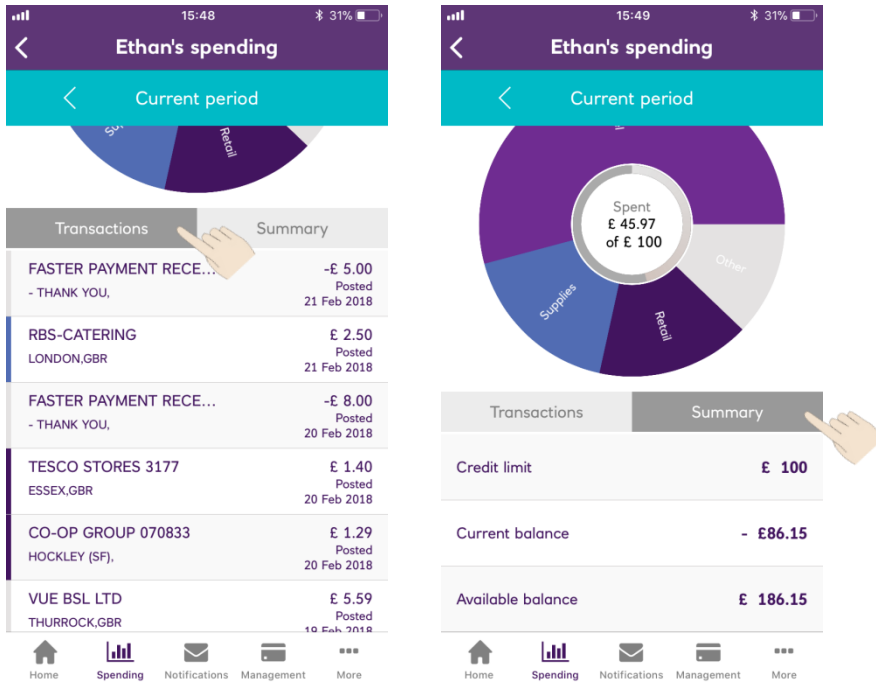 15:48
31%
Ethan's spending
Current period
Retail
Transactions
Summary
FASTER PAYMENT RECE...
-£ 5.00
- THANK YOU,
Posted
21 Feb 2018
RBS-CATERING
£ 2.50
LONDON,GBR
Posted
21 Feb 2018
FASTER PAYMENT RECE...
-£ 8.00
- THANK YOU,
Posted
20 Feb 2018
TESCO STORES 3177
£ 1.40
ESSEX,GBR
Posted
20 Feb 2018
CO-OP GROUP 070833
£ 1.29
HOCKLEY (SF),
Posted
20 Feb 2018
VUE BSL LTD
£ 5.59
THURROCK,GBR
Posted
19 Feb 2018
Home
Spending
Notifications
Management
More
15:49
31%
Ethan's spending
Current period
Spent
£ 45.97
of £ 100
Other
Supplies
Retail
Transactions
Summary
Credit limit
£ 100
Current balance
- £86.15
Available balance
£ 186.15
Home
Spending
Notifications
Management
More